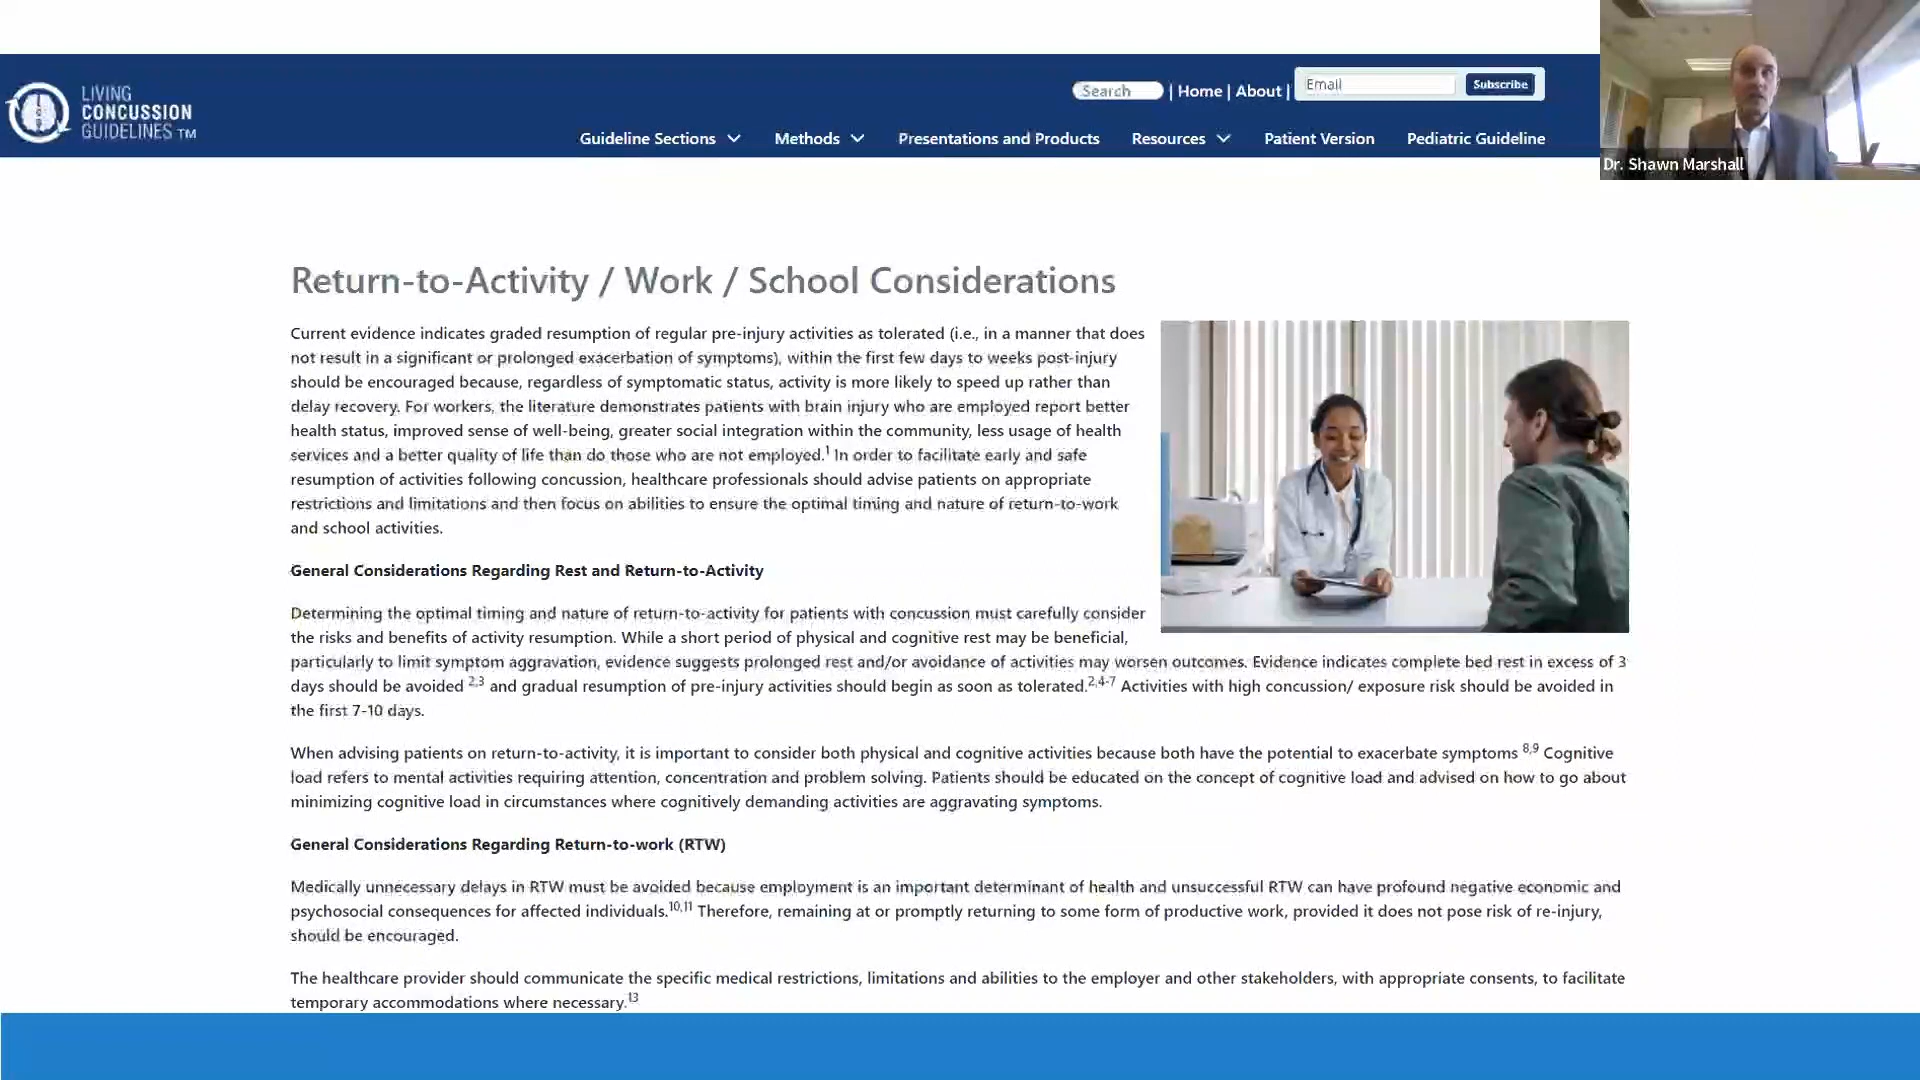 LIVING
CONCUSSION
GUIDELINES TM
Search | Home | About | Email Subscribe
Guideline Sections Methods Presentations and Products Resources Patient Version Pediatric Guideline
Dr. Shawn Marshall
Return-to-Activity / Work / School Considerations
Current evidence indicates graded resumption of regular pre-injury activities as tolerated (i.e., in a manner that does
not result in a significant or prolonged exacerbation of symptoms), within the first few days to weeks post-injury
should be encouraged because, regardless of symptomatic status, activity is more likely to speed up rather than
delay recovery. For workers, the literature demonstrates patients with brain injury who are employed report better
health status, improved sense of well-being, greater social integration within the community, less usage of health
services and a better quality of life than do those who are not employed.1 In order to facilitate early and safe
resumption of activities following concussion, healthcare professionals should advise patients on appropriate
restrictions and limitations and then focus on abilities to ensure the optimal timing and nature of return-to-work
and school activities.
General Considerations Regarding Rest and Return-to-Activity
Determining the optimal timing and nature of return-to-activity for patients with concussion must carefully consider
the risks and benefits of activity resumption. While a short period of physical and cognitive rest may be beneficial,
particularly to limit symptom aggravation, evidence suggests prolonged rest and/or avoidance of activities may worsen outcomes. Evidence indicates complete bed rest in excess of 3
days should be avoided 2,3 and gradual resumption of pre-injury activities should begin as soon as tolerated.2,4-7 Activities with high concussion/ exposure risk should be avoided in
the first 7-10 days.
When advising patients on return-to-activity, it is important to consider both physical and cognitive activities because both have the potential to exacerbate symptoms 8,9 Cognitive
load refers to mental activities requiring attention, concentration and problem solving. Patients should be educated on the concept of cognitive load and advised on how to go about
minimizing cognitive load in circumstances where cognitively demanding activities are aggravating symptoms.
General Considerations Regarding Return-to-work (RTW)
Medically unnecessary delays in RTW must be avoided because employment is an important determinant of health and unsuccessful RTW can have profound negative economic and
psychosocial consequences for affected individuals.10,11 Therefore, remaining at or promptly returning to some form of productive work, provided it does not pose risk of re-injury,
should be encouraged.
The healthcare provider should communicate the specific medical restrictions, limitations and abilities to the employer and other stakeholders, with appropriate consents, to facilitate
temporary accommodations where necessary.13